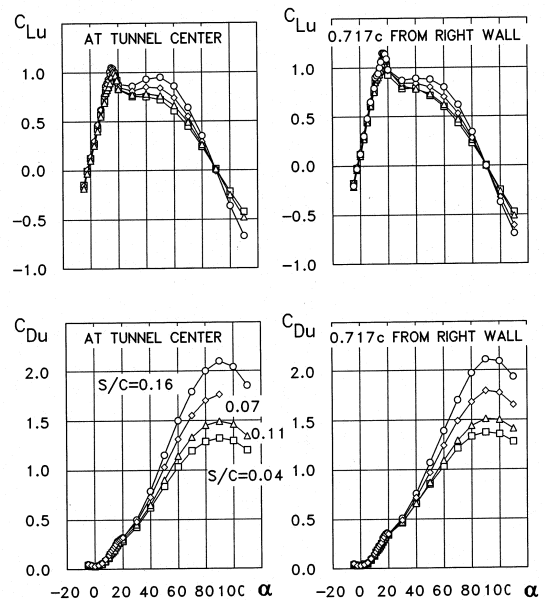 C_Lu AT TUNNEL CENTER
1.0
0.5
0.0
−0.5
−1.0
C_Lu 0.717c FROM RIGHT WALL
1.0
0.5
0.0
−0.5
−1.0
C_Du AT TUNNEL CENTER
2.0
1.5
1.0
0.5
0.0
S/C=0.16
0.07
0.11
S/C=0.04
−20 0 20 40 60 80 10C α
C_Du 0.717c FROM RIGHT WALL
2.0
1.5
1.0
0.5
0.0
−20 0 20 40 60 80 10C α